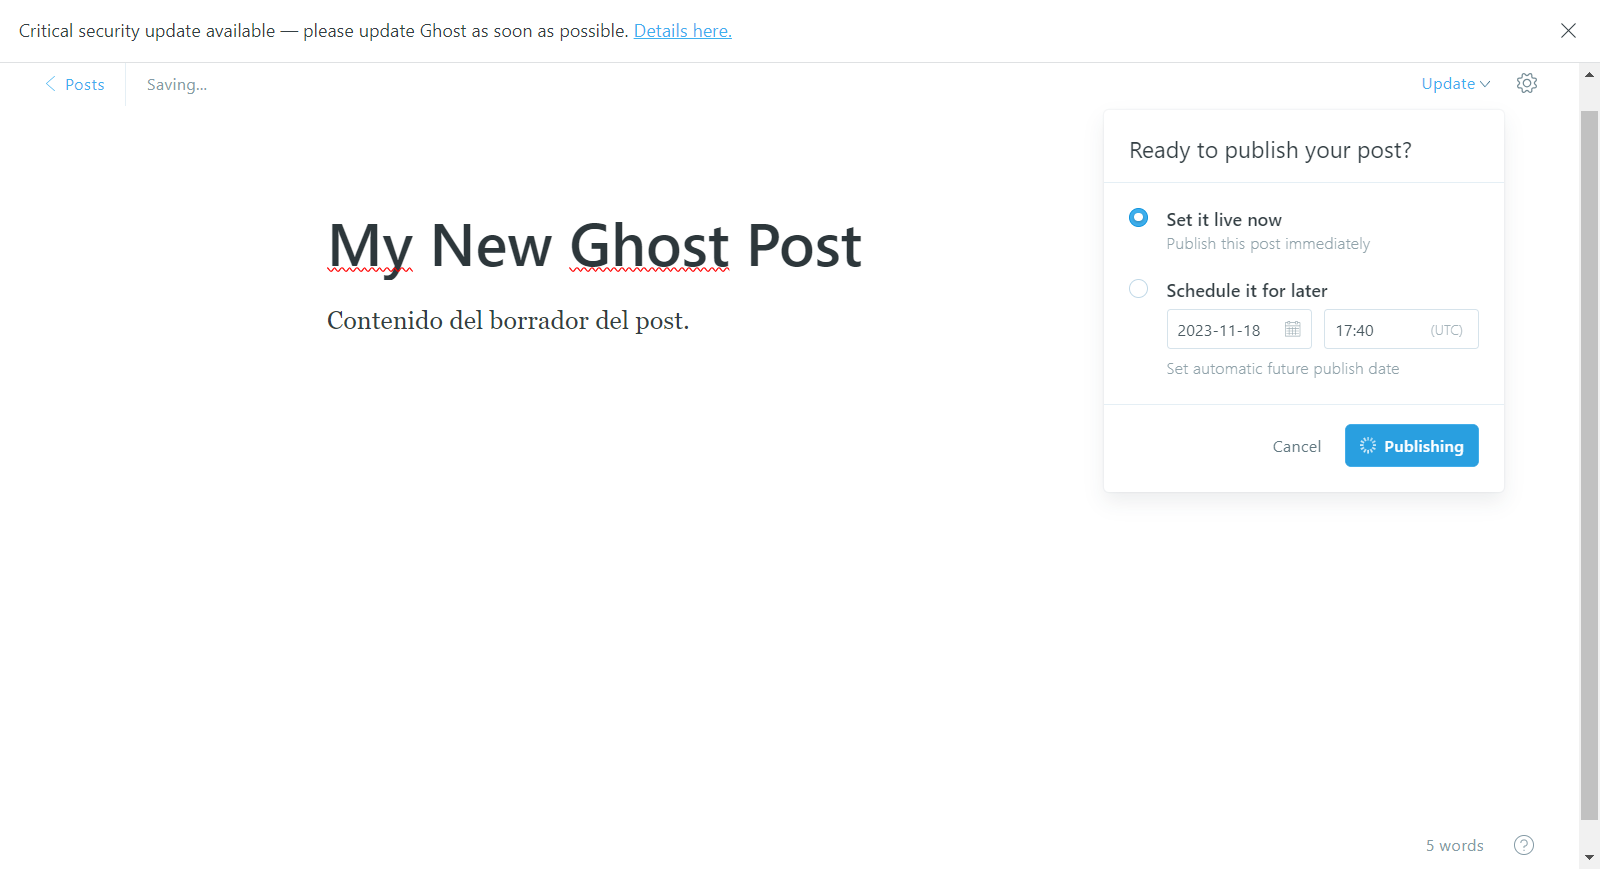 Critical security update available — please update Ghost as soon as possible. Details here.
Posts
Saving...
Update
Ready to publish your post?
Set it live now
Publish this post immediately
Schedule it for later
2023-11-18
17:40 (UTC)
Set automatic future publish date
Cancel
Publishing
My New Ghost Post
Contenido del borrador del post.
5 words
?